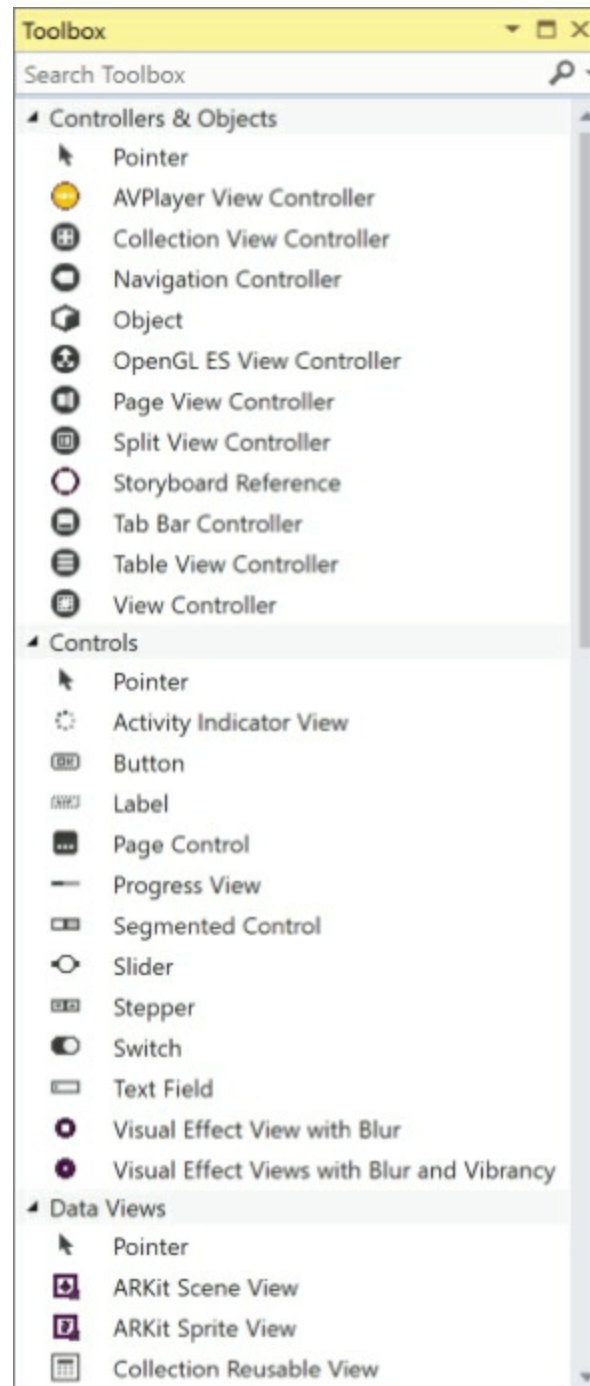 Toolbox
Search Toolbox
Controllers & Objects
Pointer
AVPlayer View Controller
Collection View Controller
Navigation Controller
Object
OpenGL ES View Controller
Page View Controller
Split View Controller
Storyboard Reference
Tab Bar Controller
Table View Controller
View Controller
Controls
Pointer
Activity Indicator View
Button
Label
Page Control
Progress View
Segmented Control
Slider
Stepper
Switch
Text Field
Visual Effect View with Blur
Visual Effect Views with Blur and Vibrancy
Data Views
Pointer
ARKit Scene View
ARKit Sprite View
Collection Reusable View